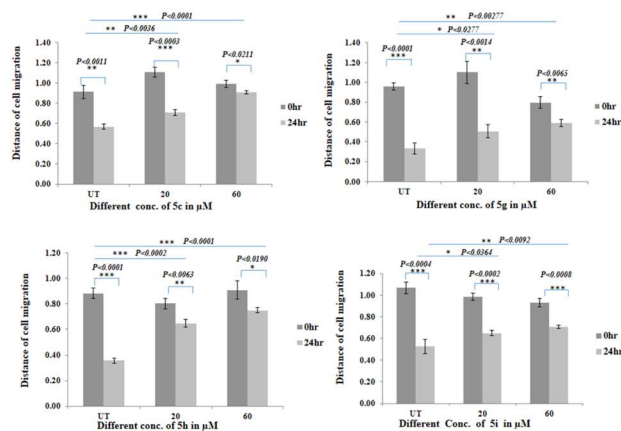 *** P<0.0001
** P<0.0036
P<0.0003
***
P<0.0011
**
P<0.0211
*
1.40
1.20
1.00
0.80
0.60
0.40
0.20
0.00
Distance of cell migration
UT 20 60
Different conc. of 5c in µM
0hr
24hr
** P<0.00277
* P<0.0277
P<0.0014
**
P<0.0001
***
P<0.0065
**
1.40
1.20
1.00
0.80
0.60
0.40
0.20
0.00
Distance of cell migration
UT 20 60
Different conc. of 5g in µM
0hr
24hr
*** P<0.0001
*** P<0.0002
P<0.0001
***
P<0.0063
**
P<0.0190
*
1.20
1.00
0.80
0.60
0.40
0.20
0.00
Distance of cell migration
UT 20 60
Different conc. of 5h in µM
0hr
24hr
** P<0.0092
* P<0.0364
P<0.0004
***
P<0.0002
***
P<0.0008
***
1.20
1.00
0.80
0.60
0.40
0.20
0.00
Distance of cell migration
UT 20 60
Different Conc. of 5i in µM
0hr
24hr